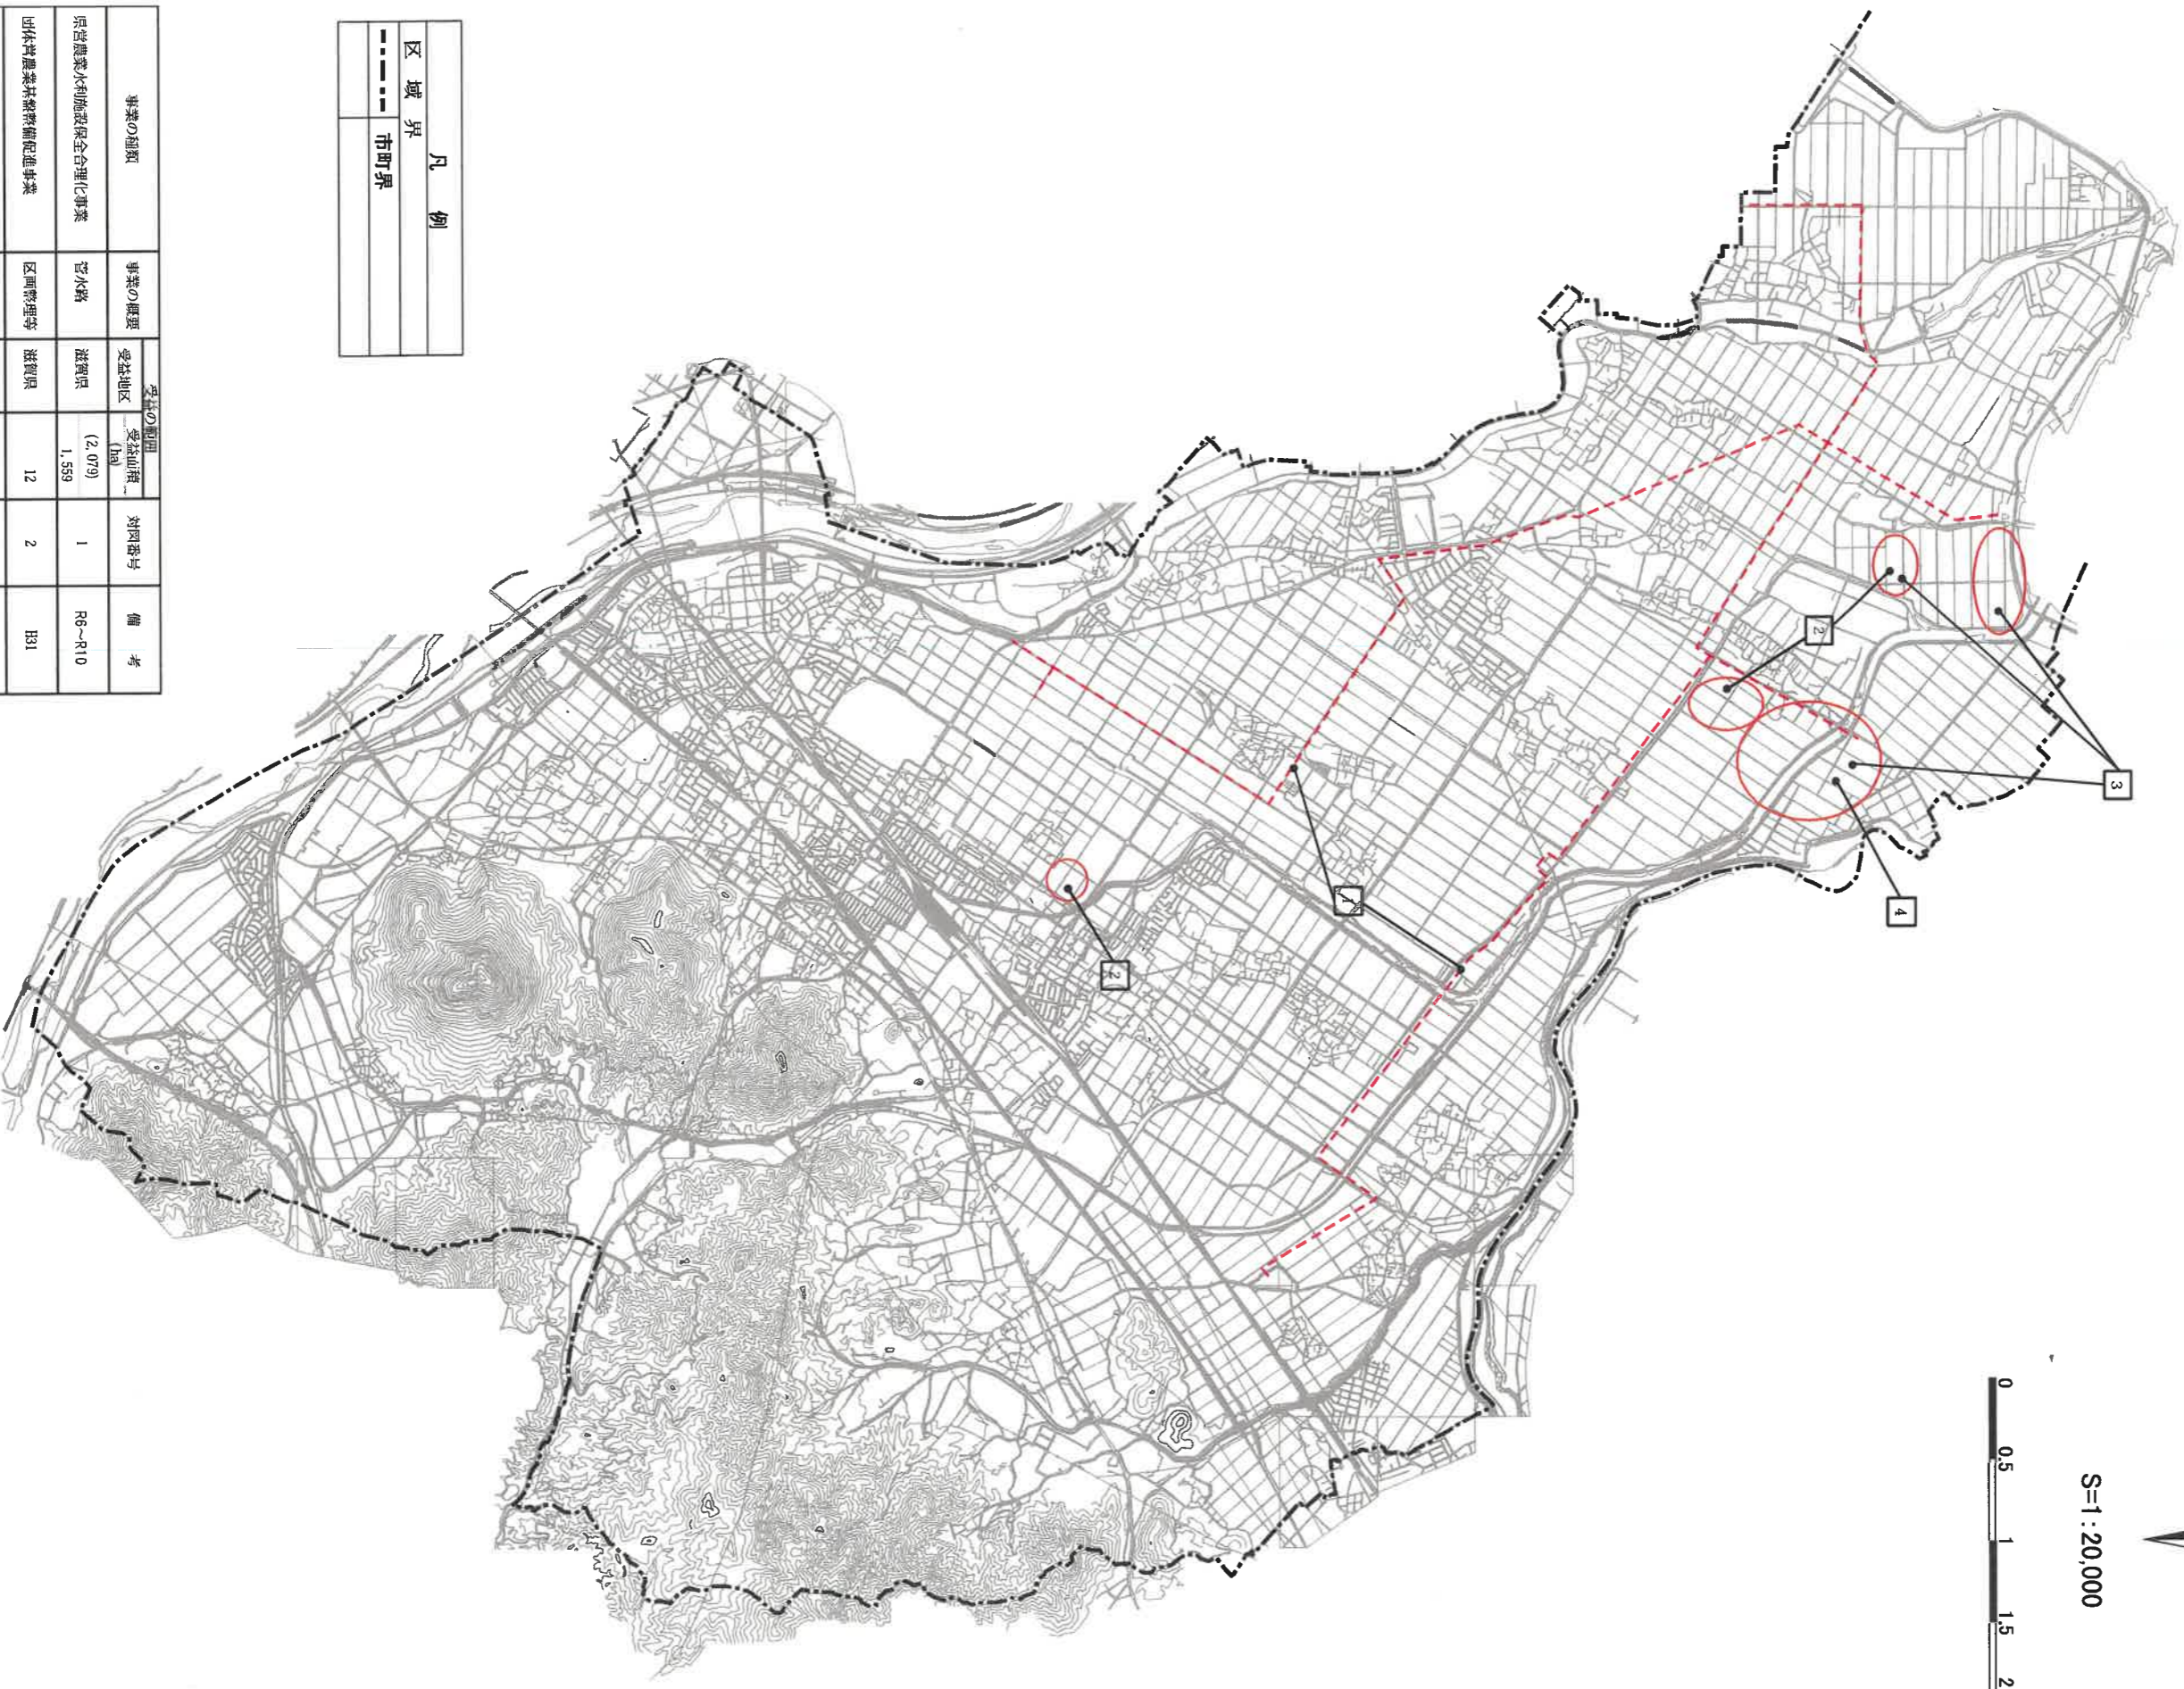 凡 例
区 域 界
市町界
事業の種類 事業の概要 受益の範囲 対図番号 備 考
受益地区 受益面積(ha)
県営農業水利施設保全合理化事業 管水路 滋賀県 (2,079) 1,559 1 R6～R10
団体営農業基盤整備促進事業 区画整理等 滋賀県 12 2 H31
S=1:20,000
0 0.5 1 1.5 2
3
2
4
1
2